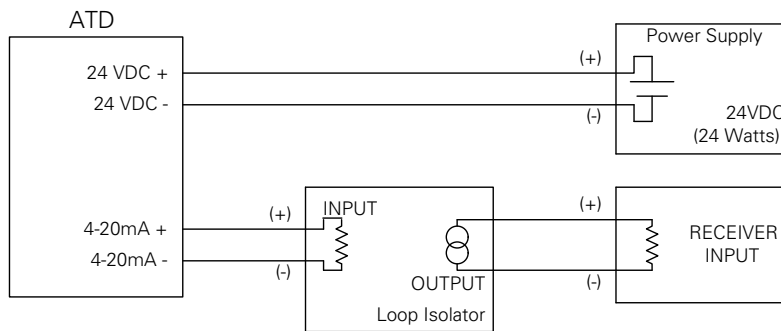 ATD
Power Supply
24 VDC +
(+)
24 VDC -
(-)
24VDC
(24 Watts)
4-20mA +
(+)
INPUT
(+)
RECEIVER
INPUT
4-20mA -
(-)
OUTPUT
(-)
Loop Isolator